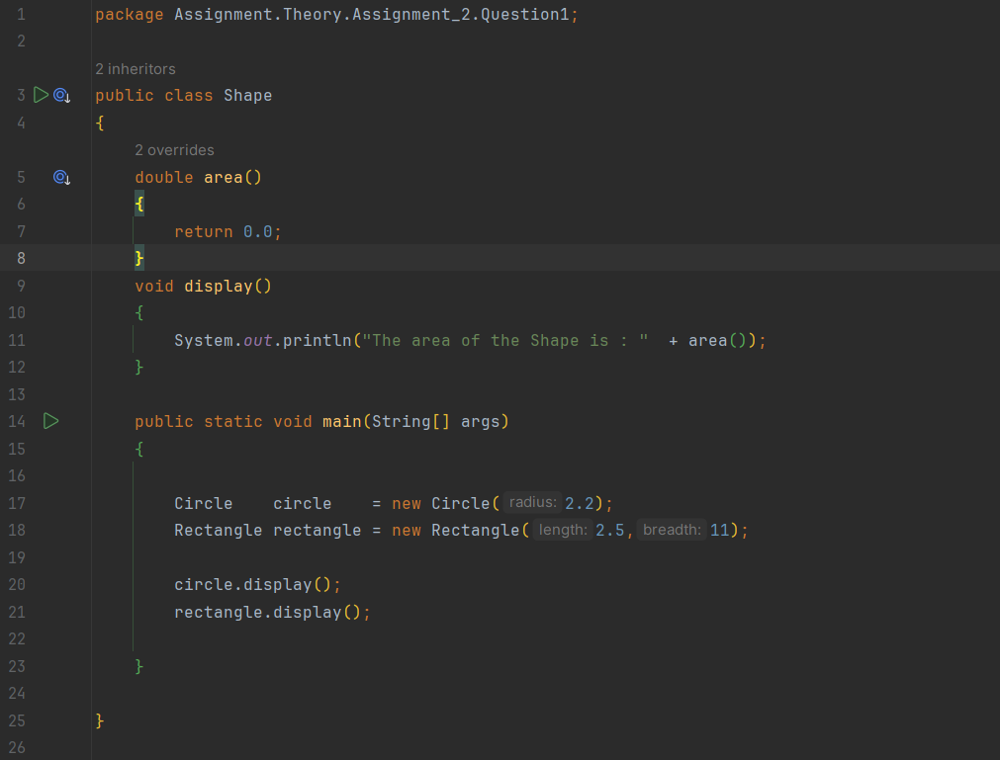 1 package Assignment.Theory.Assignment_2.Question1;
2
2 inheritors
3 public class Shape
4 {
2 overrides
5 double area()
6 {
7 return 0.0;
8 }
9 void display()
10 {
11 System.out.println("The area of the Shape is : "  + area());
12 }
13
14 public static void main(String[] args)
15 {
16
17 Circle    circle    = new Circle( radius: 2.2);
18 Rectangle rectangle = new Rectangle( length: 2.5, breadth: 11);
19
20 circle.display();
21 rectangle.display();
22
23 }
24
25 }
26